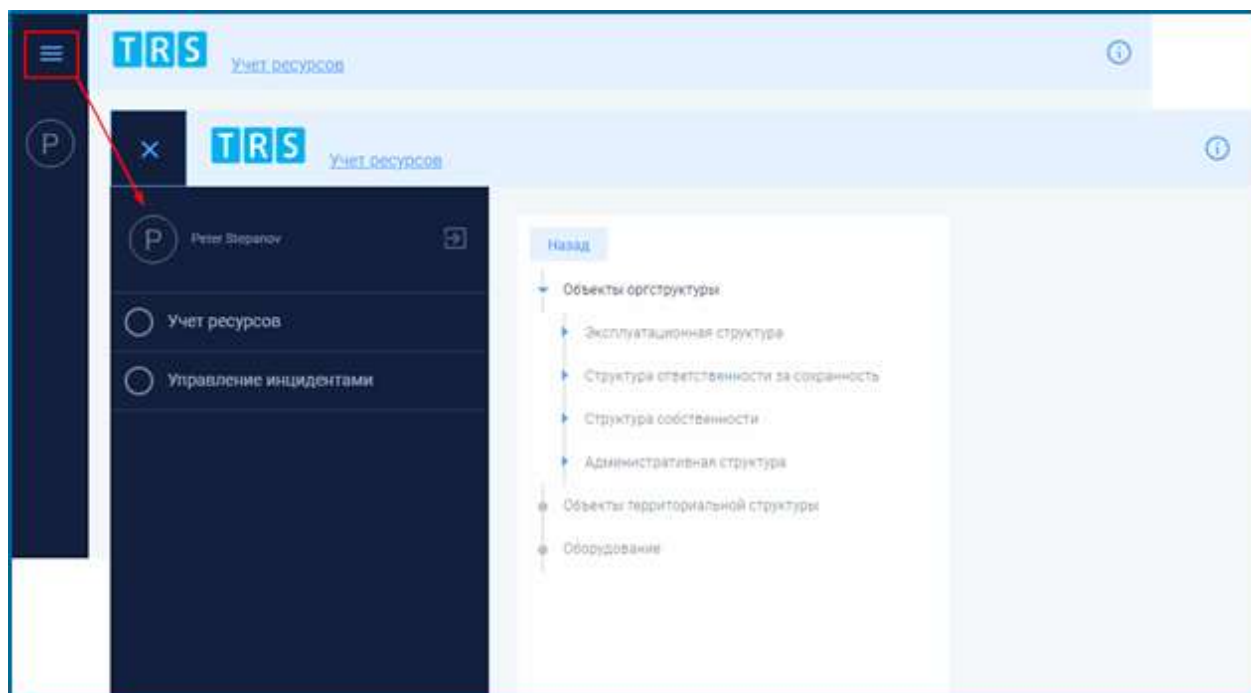 TRS
Учет ресурсов
P
TRS
Учет ресурсов
P
Peter Stepanov
Назад
Объекты оргструктуры
Учет ресурсов
Эксплуатационная структура
Управление инцидентами
Структура ответственности за сохранность
Структура собственности
Административная структура
Объекты территориальной структуры
Оборудование